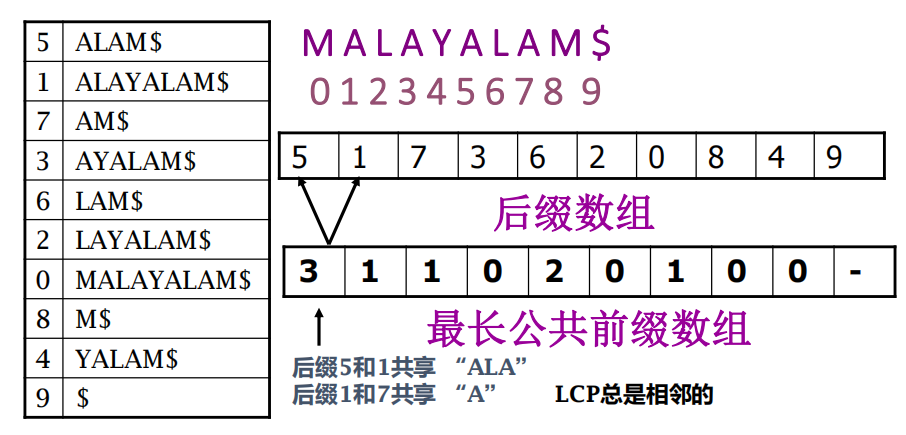 5 ALAM$
1 ALAYALAM$
7 AM$
3 AYALAM$
6 LAM$
2 LAYALAM$
0 MALAYALAM$
8 M$
4 YALAM$
9 $
MALAYALAM$
0123456789
5 1 7 3 6 2 0 8 4 9
后缀数组
3 1 1 0 2 0 1 0 0 -
最长公共前缀数组
后缀5和1共享 “ALA”
后缀1和7共享 “A” LCP总是相邻的